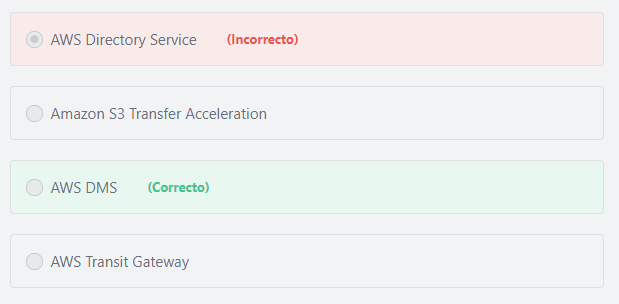 AWS Directory Service (Incorrecto)
Amazon S3 Transfer Acceleration
AWS DMS (Correcto)
AWS Transit Gateway